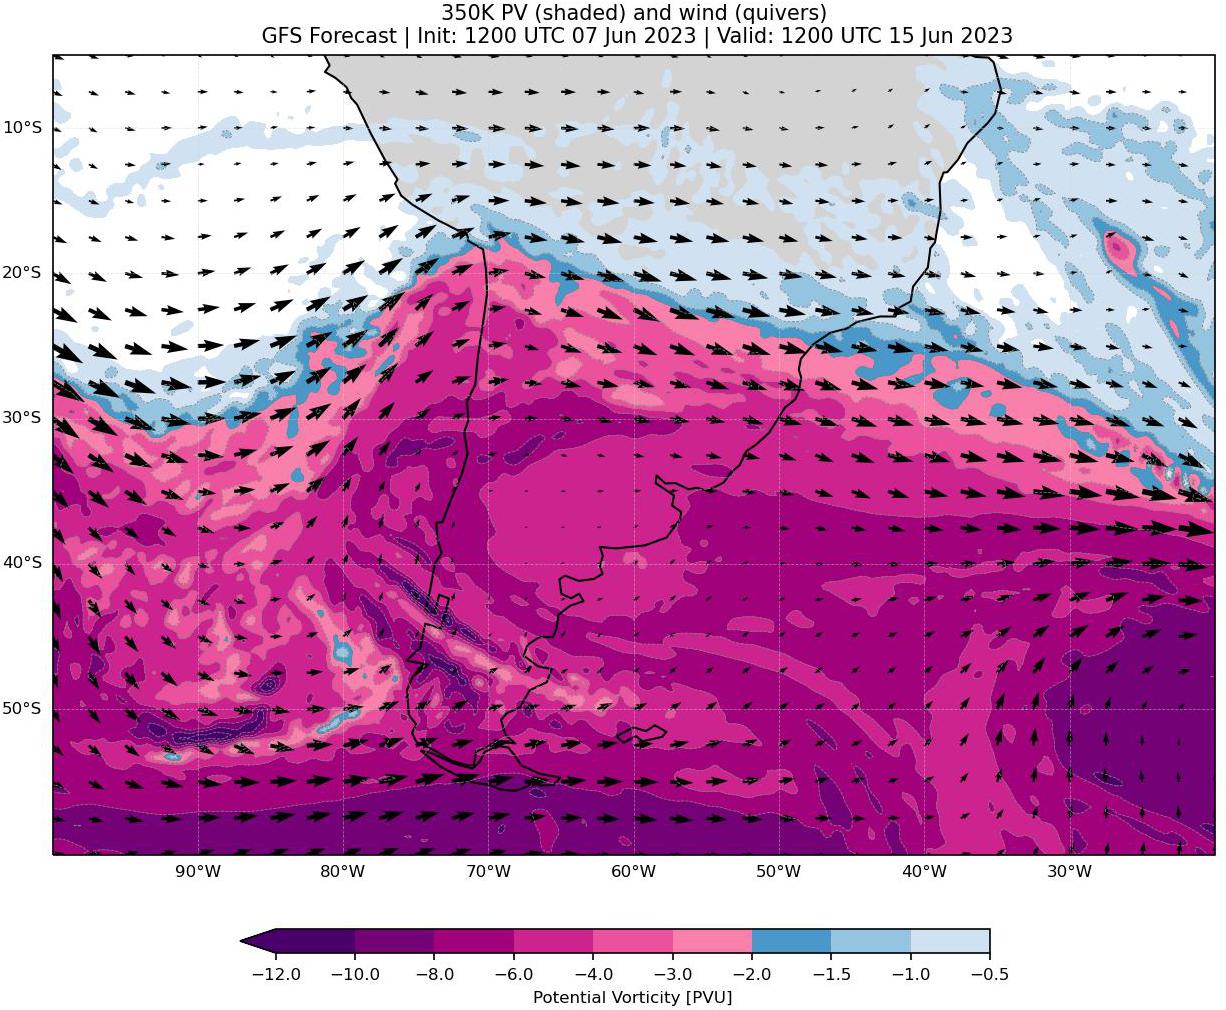 350K PV (shaded) and wind (quivers)
GFS Forecast | Init: 1200 UTC 07 Jun 2023 | Valid: 1200 UTC 15 Jun 2023
10°S
20°S
30°S
40°S
50°S
90°W 80°W 70°W 60°W 50°W 40°W 30°W
−12.0 −10.0 −8.0 −6.0 −4.0 −3.0 −2.0 −1.5 −1.0 −0.5
Potential Vorticity [PVU]